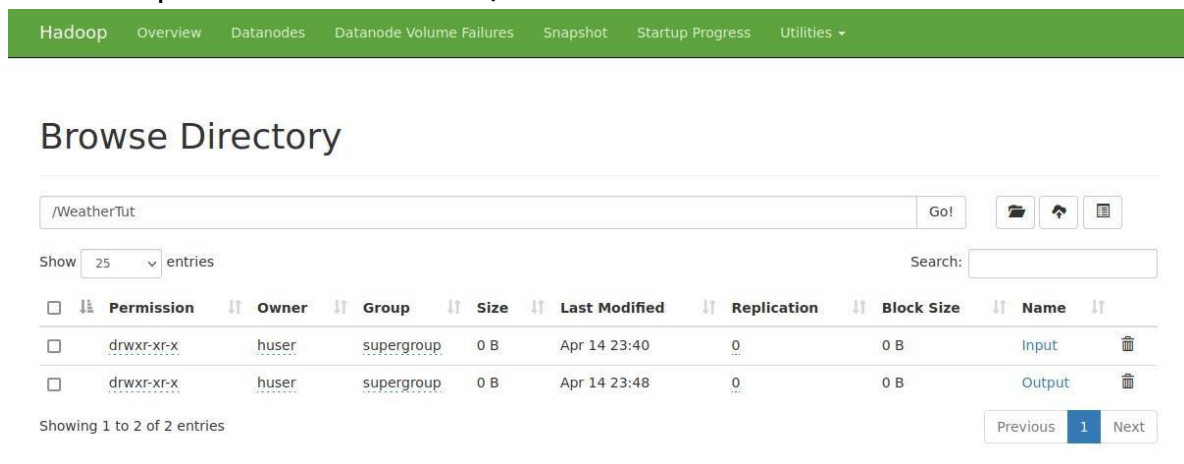 Hadoop Overview Datanodes Datanode Volume Failures Snapshot Startup Progress Utilities
Browse Directory
/WeatherTut Go!
Show 25 entries Search:
Permission Owner Group Size Last Modified Replication Block Size Name
drwxr-xr-x huser supergroup 0 B Apr 14 23:40 0 0 B Input
drwxr-xr-x huser supergroup 0 B Apr 14 23:48 0 0 B Output
Showing 1 to 2 of 2 entries Previous 1 Next